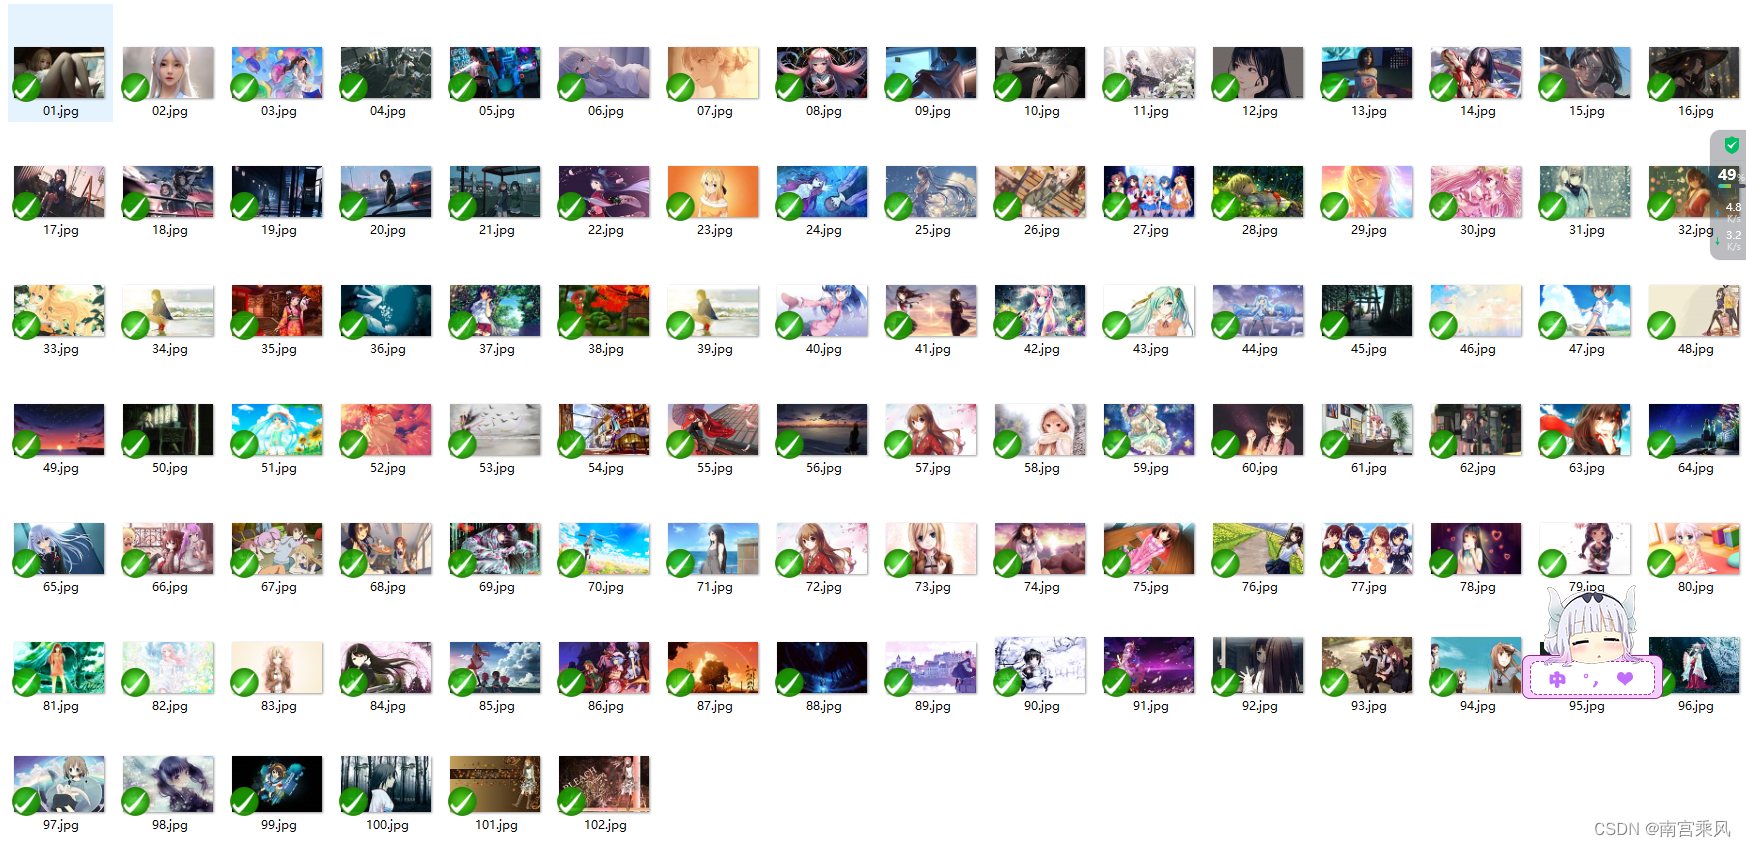 01.jpg 02.jpg 03.jpg 04.jpg 05.jpg 06.jpg 07.jpg 08.jpg 09.jpg 10.jpg 11.jpg 12.jpg 13.jpg 14.jpg 15.jpg 16.jpg
49%
4.8
K/s
3.2
K/s
17.jpg 18.jpg 19.jpg 20.jpg 21.jpg 22.jpg 23.jpg 24.jpg 25.jpg 26.jpg 27.jpg 28.jpg 29.jpg 30.jpg 31.jpg 32.jpg
33.jpg 34.jpg 35.jpg 36.jpg 37.jpg 38.jpg 39.jpg 40.jpg 41.jpg 42.jpg 43.jpg 44.jpg 45.jpg 46.jpg 47.jpg 48.jpg
49.jpg 50.jpg 51.jpg 52.jpg 53.jpg 54.jpg 55.jpg 56.jpg 57.jpg 58.jpg 59.jpg 60.jpg 61.jpg 62.jpg 63.jpg 64.jpg
65.jpg 66.jpg 67.jpg 68.jpg 69.jpg 70.jpg 71.jpg 72.jpg 73.jpg 74.jpg 75.jpg 76.jpg 77.jpg 78.jpg 79.jpg 80.jpg
中 °, ❤
81.jpg 82.jpg 83.jpg 84.jpg 85.jpg 86.jpg 87.jpg 88.jpg 89.jpg 90.jpg 91.jpg 92.jpg 93.jpg 94.jpg 95.jpg 96.jpg
BLEACH
97.jpg 98.jpg 99.jpg 100.jpg 101.jpg 102.jpg
CSDN @南宫乘风